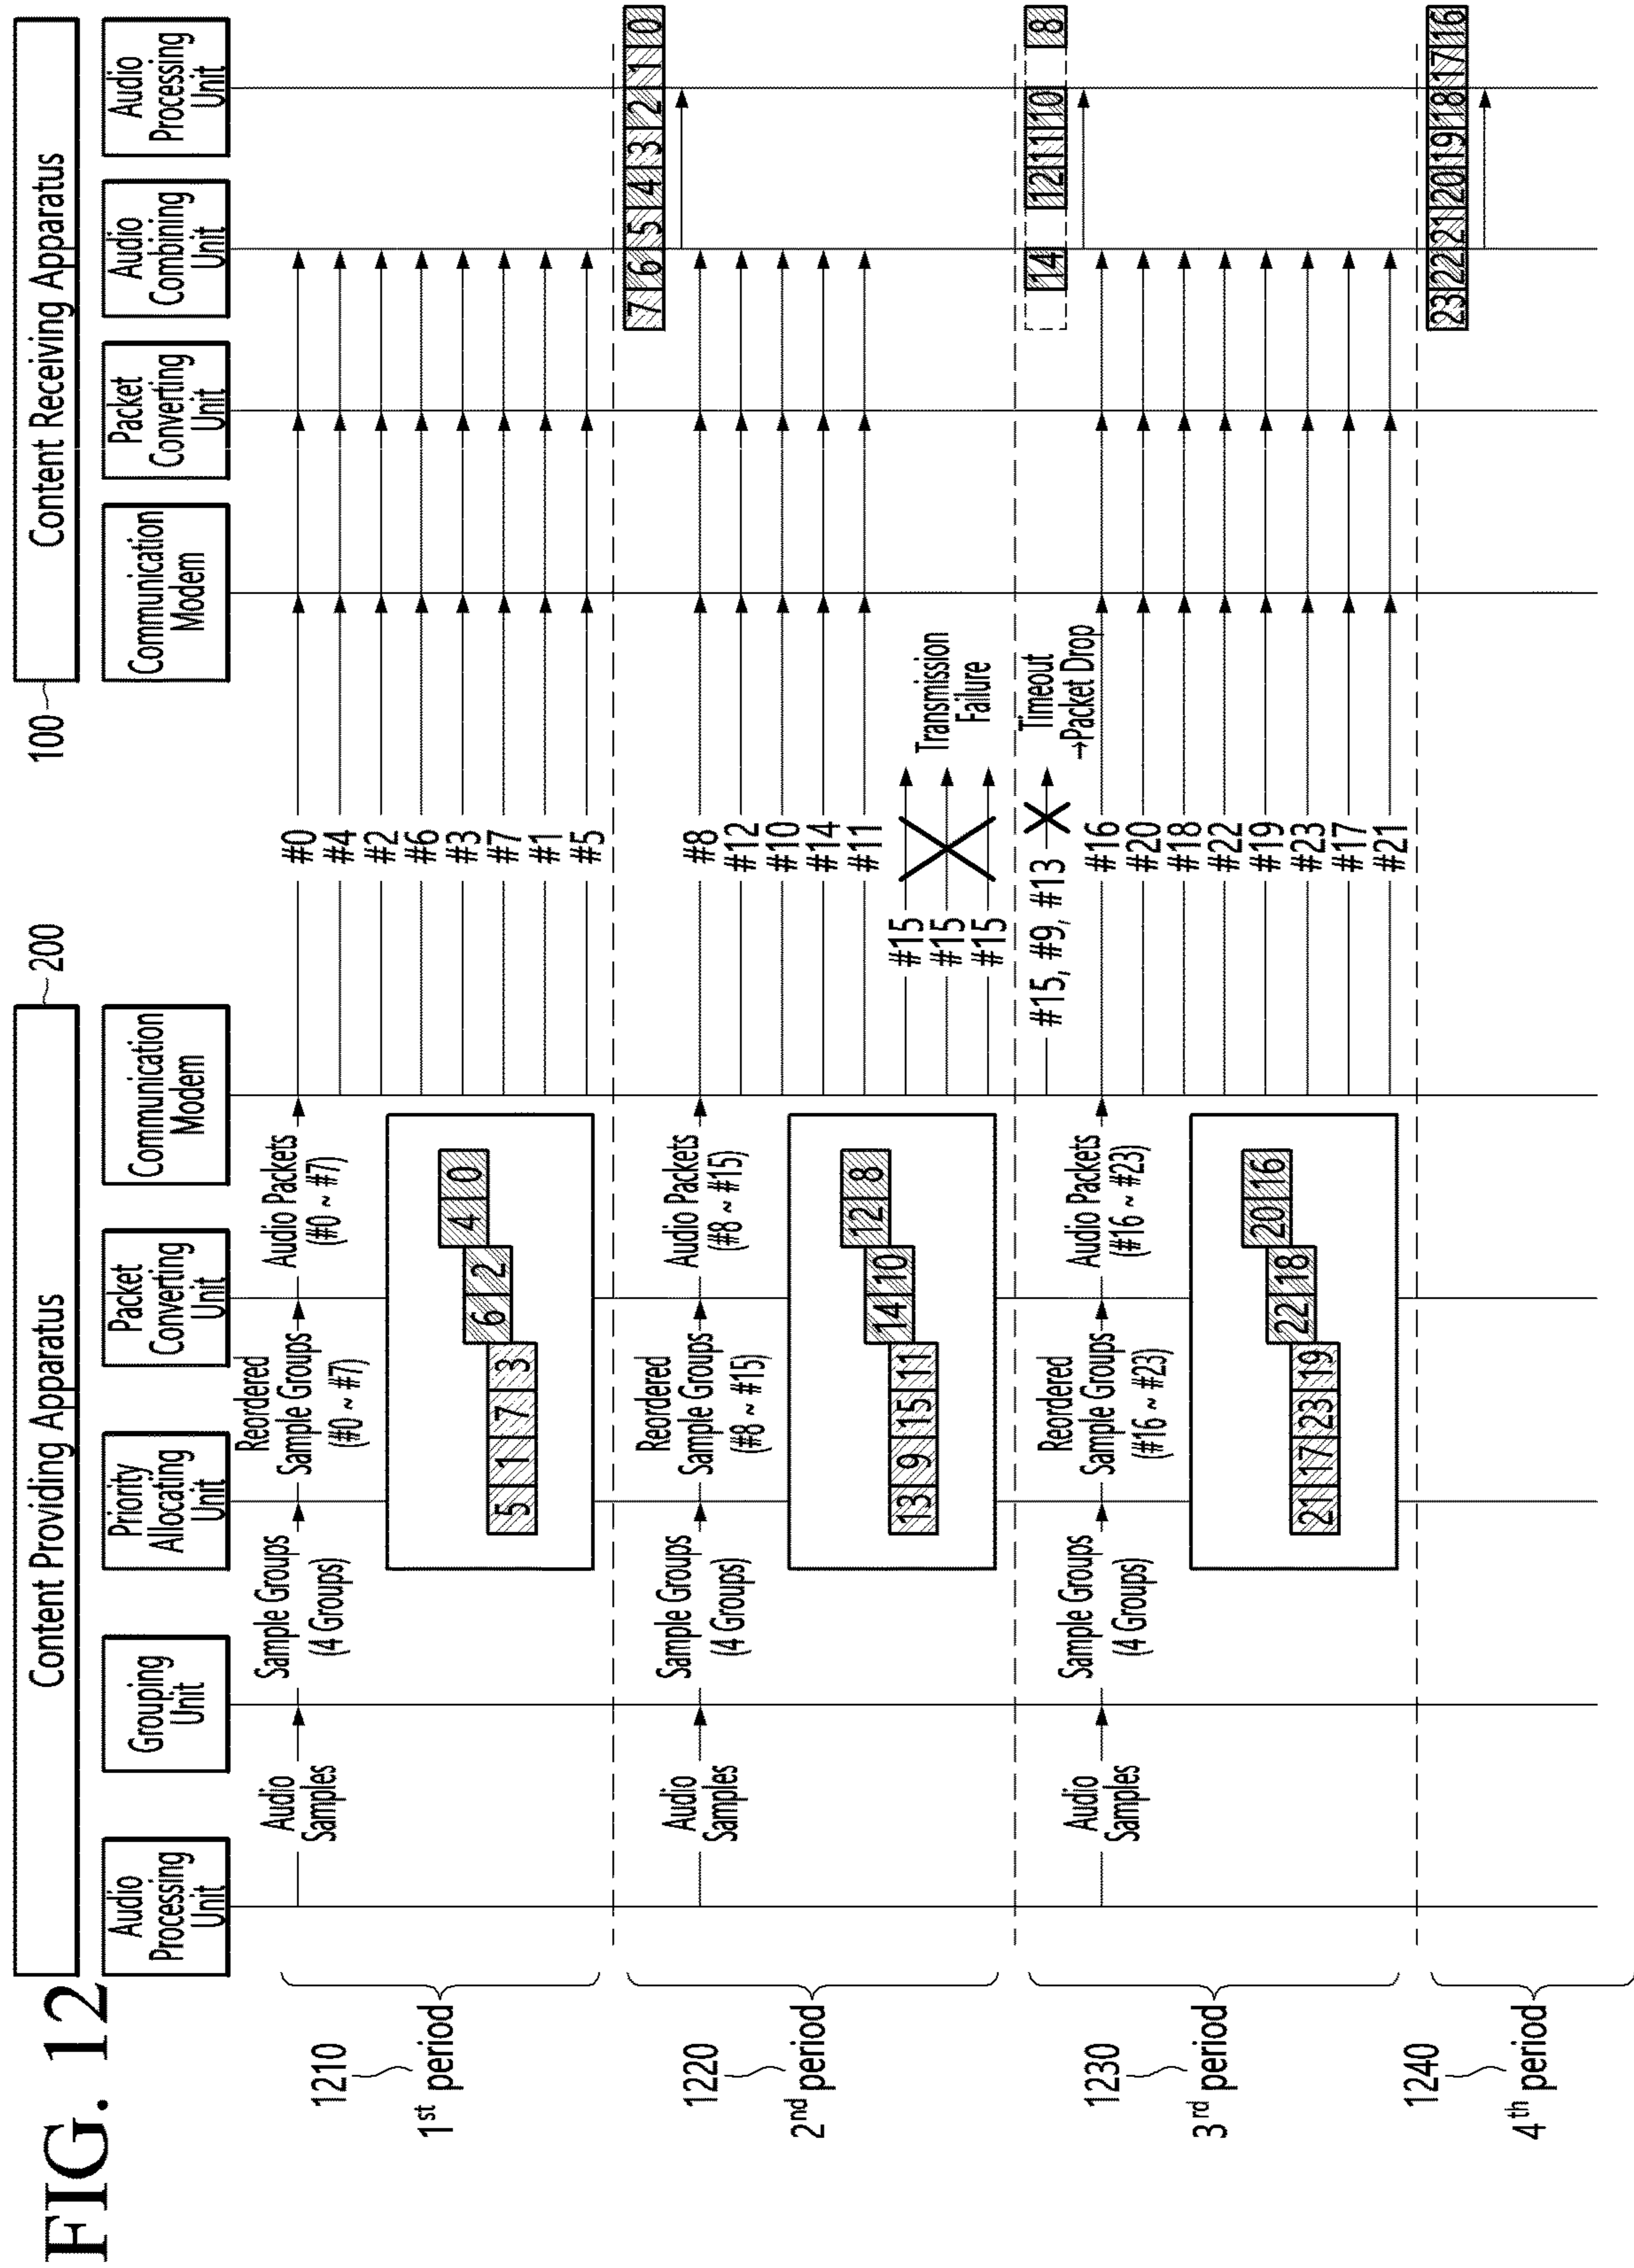 FIG. 12
Content Providing Apparatus
200
100
Content Receiving Apparatus
Audio
Processing
Unit
Grouping
Unit
Priority
Allocating
Unit
Packet
Converting
Unit
Communication
Modem
Communication
Modem
Packet
Converting
Unit
Audio
Combining
Unit
Audio
Processing
Unit
1210
1st period
Audio
Samples
Sample Groups
(4 Groups)
Reordered
Sample Groups
(#0 ~ #7)
Audio Packets
(#0 ~ #7)
5 1 7 3 6 2 4 0
#0
#4
#2
#6
#3
#7
#1
#5
1220
2nd period
7 6 5 4 3 2 1 0
Audio
Samples
Sample Groups
(4 Groups)
Reordered
Sample Groups
(#8 ~ #15)
Audio Packets
(#8 ~ #15)
13 9 15 11 14 10 12 8
#8
#12
#10
#14
#11
#15
#15
#15
Transmission
Failure
1230
3rd period
#15, #9, #13
Timeout
→Packet Drop
14 12 11 10 8
Audio
Samples
Sample Groups
(4 Groups)
Reordered
Sample Groups
(#16 ~ #23)
Audio Packets
(#16 ~ #23)
21 17 23 19 22 18 20 16
#16
#20
#18
#22
#19
#23
#17
#21
1240
4th period
23 22 21 20 19 18 17 16